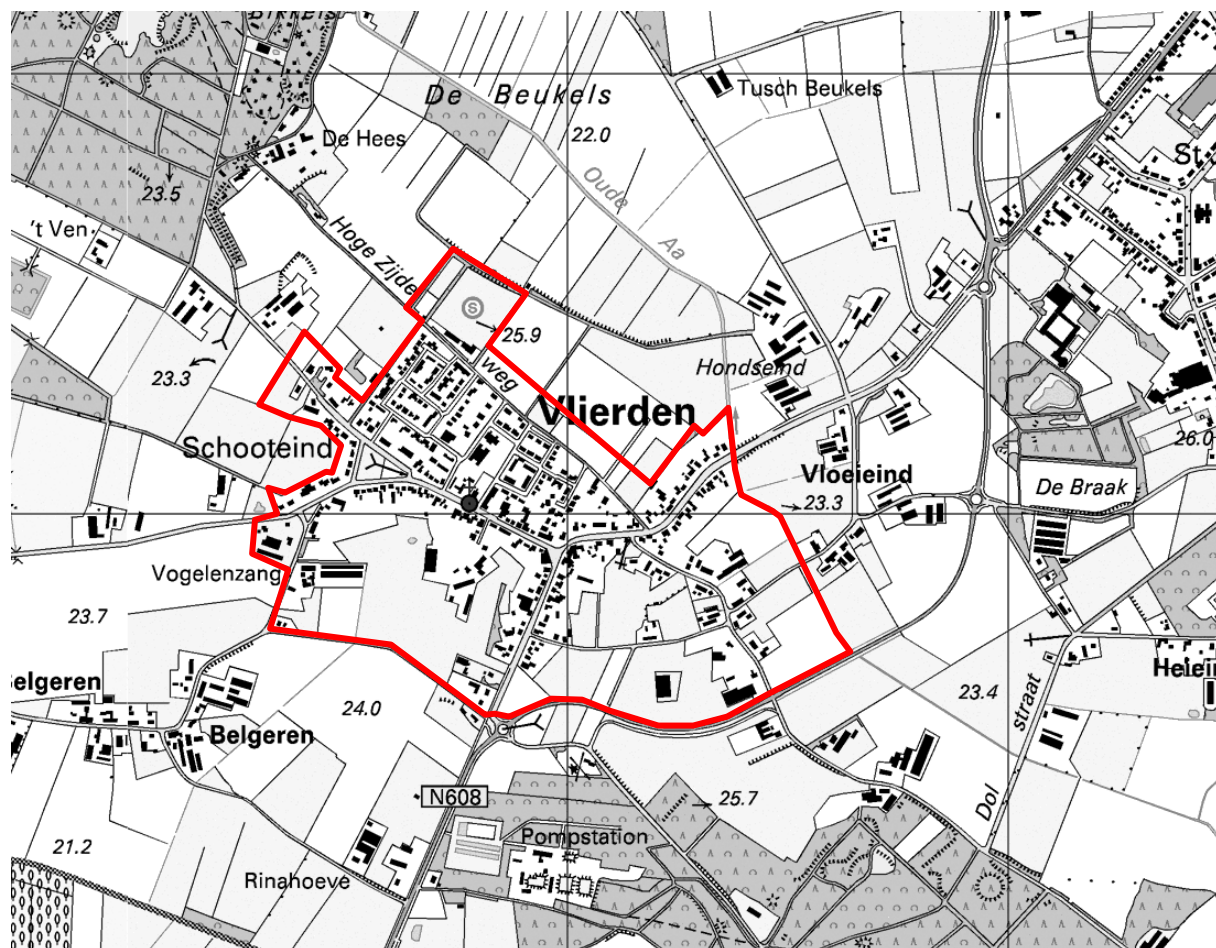 De Beukels
Tusch Beukels
De Hees
22.0
St
23.5
Oude
't Ven
Hoge Zijde
Aa
S
25.9
23.3
weg
Hondseind
Vlierden
Schooteind
26.0
Vloeieind
De Braak
23.3
Vogelenzang
23.7
elgeren
straat
23.4
24.0
Belgeren
N608
Dol
25.7
Pompstation
21.2
Rinahoeve